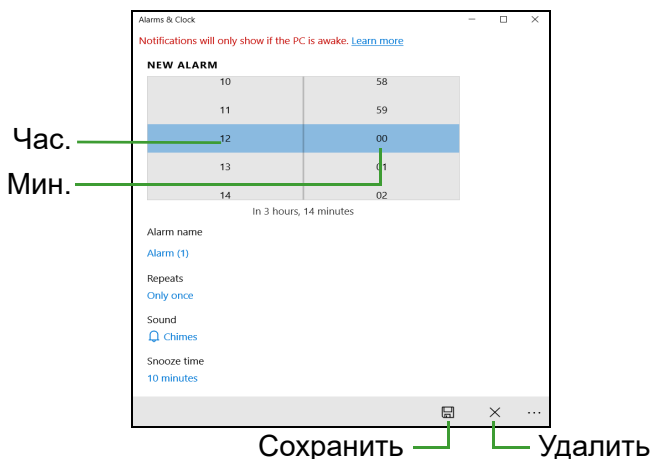 Alarms & Clock
Notifications will only show if the PC is awake. Learn more
NEW ALARM
10 58
11 59
Час. 12 00
13 01
Мин.
14 02
In 3 hours, 14 minutes
Alarm name
Alarm (1)
Repeats
Only once
Sound
Chimes
Snooze time
10 minutes
Сохранить Удалить